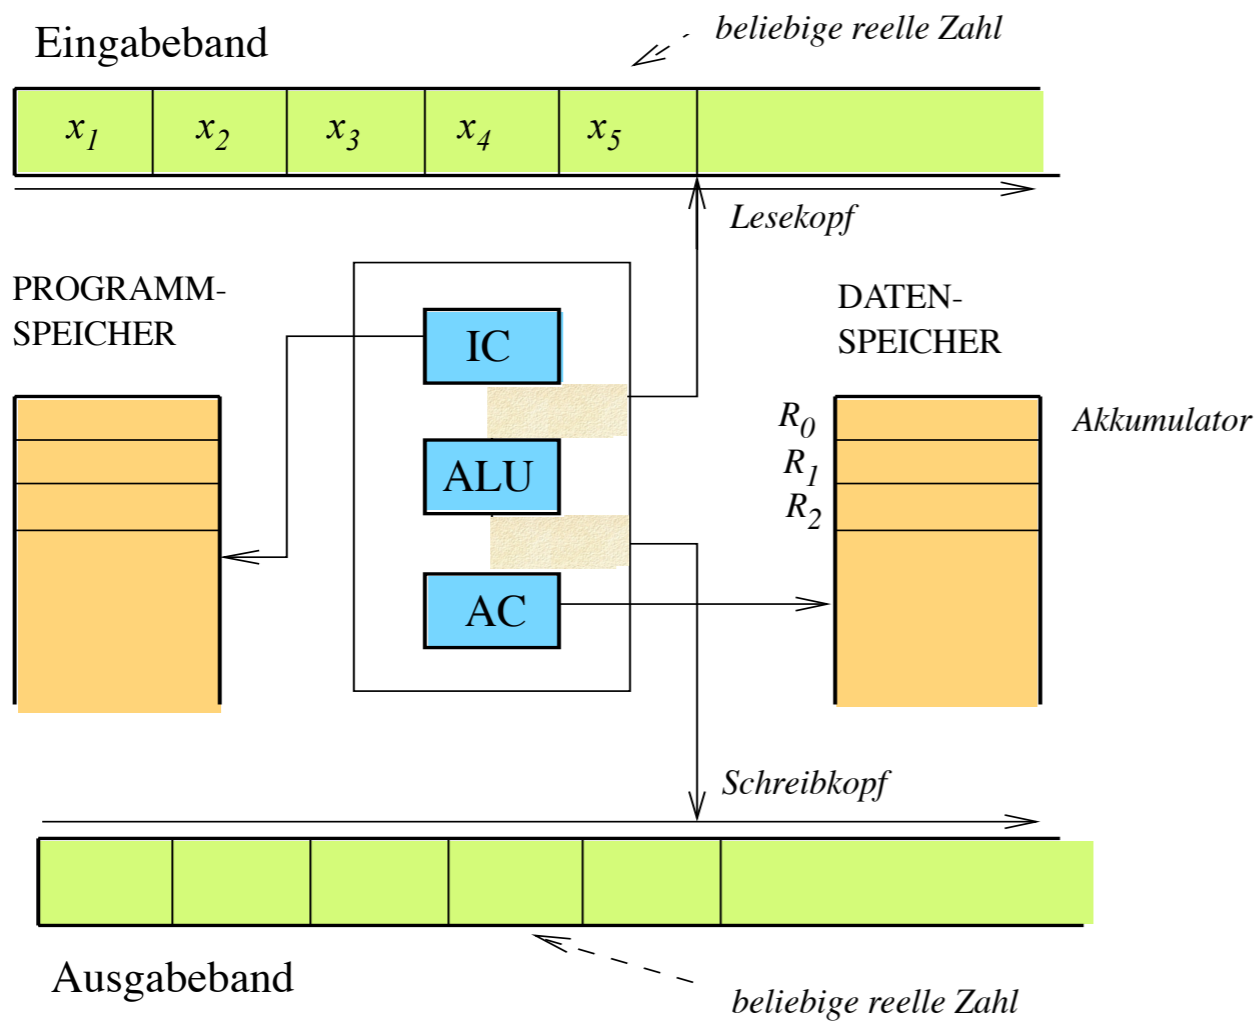 beliebige reelle Zahl
Eingabeband
x1 x2 x3 x4 x5
Lesekopf
PROGRAMM-
SPEICHER
DATEN-
SPEICHER
IC
ALU
AC
R0
R1
R2
Akkumulator
Schreibkopf
Ausgabeband
beliebige reelle Zahl